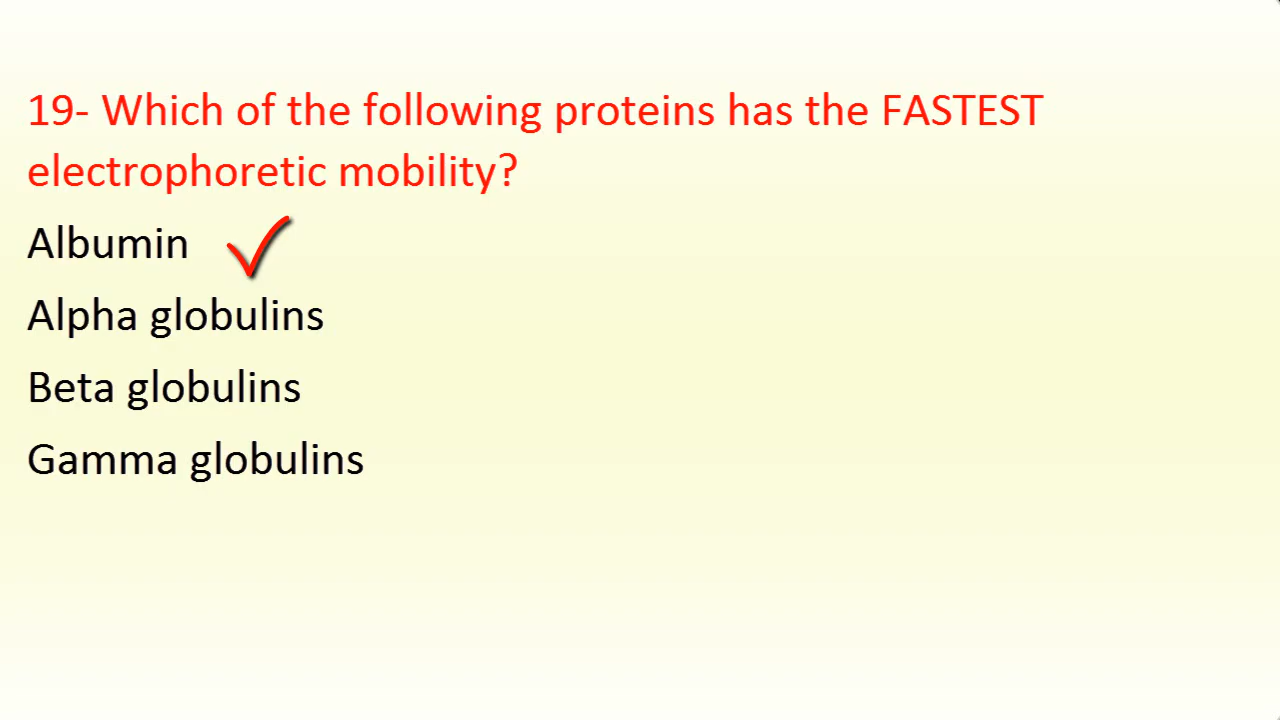 19- Which of the following proteins has the FASTEST
electrophoretic mobility?
Albumin
Alpha globulins
Beta globulins
Gamma globulins